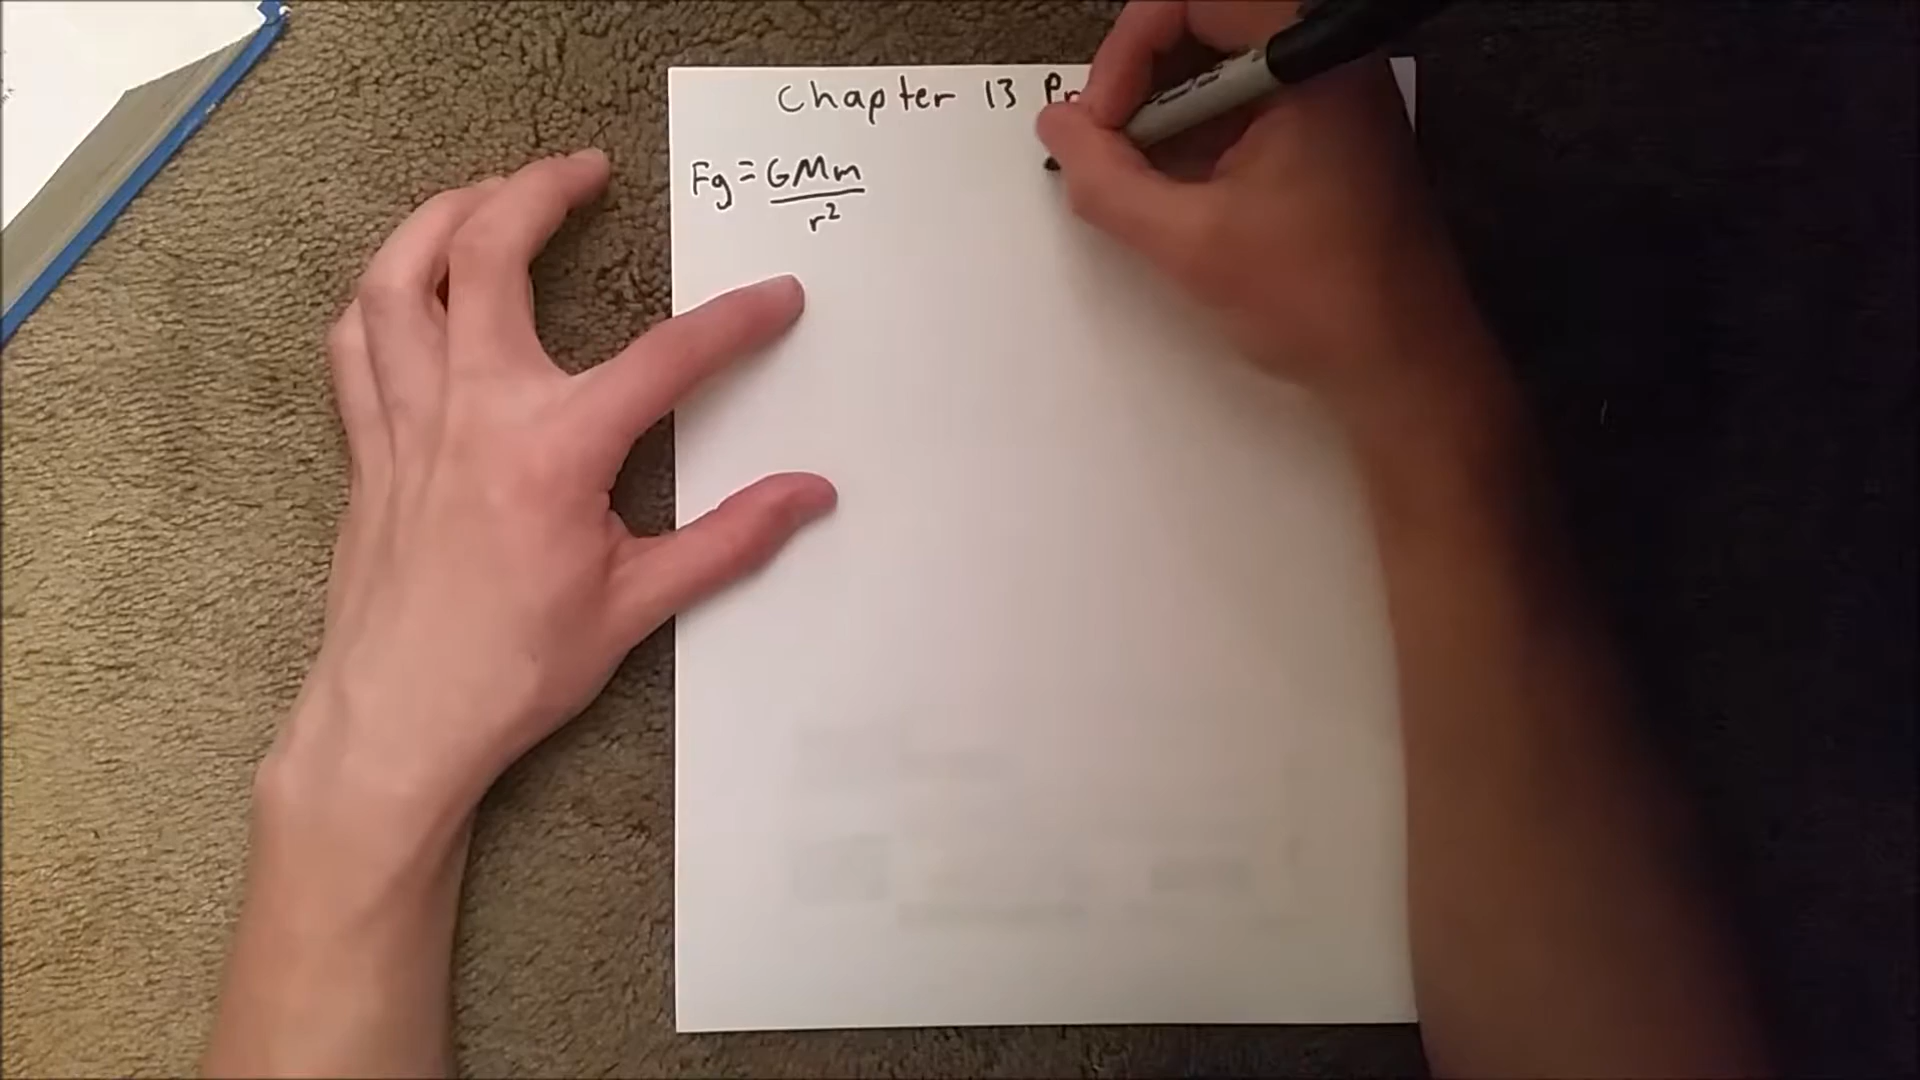 Chapter 13
Fg = GMm
r²